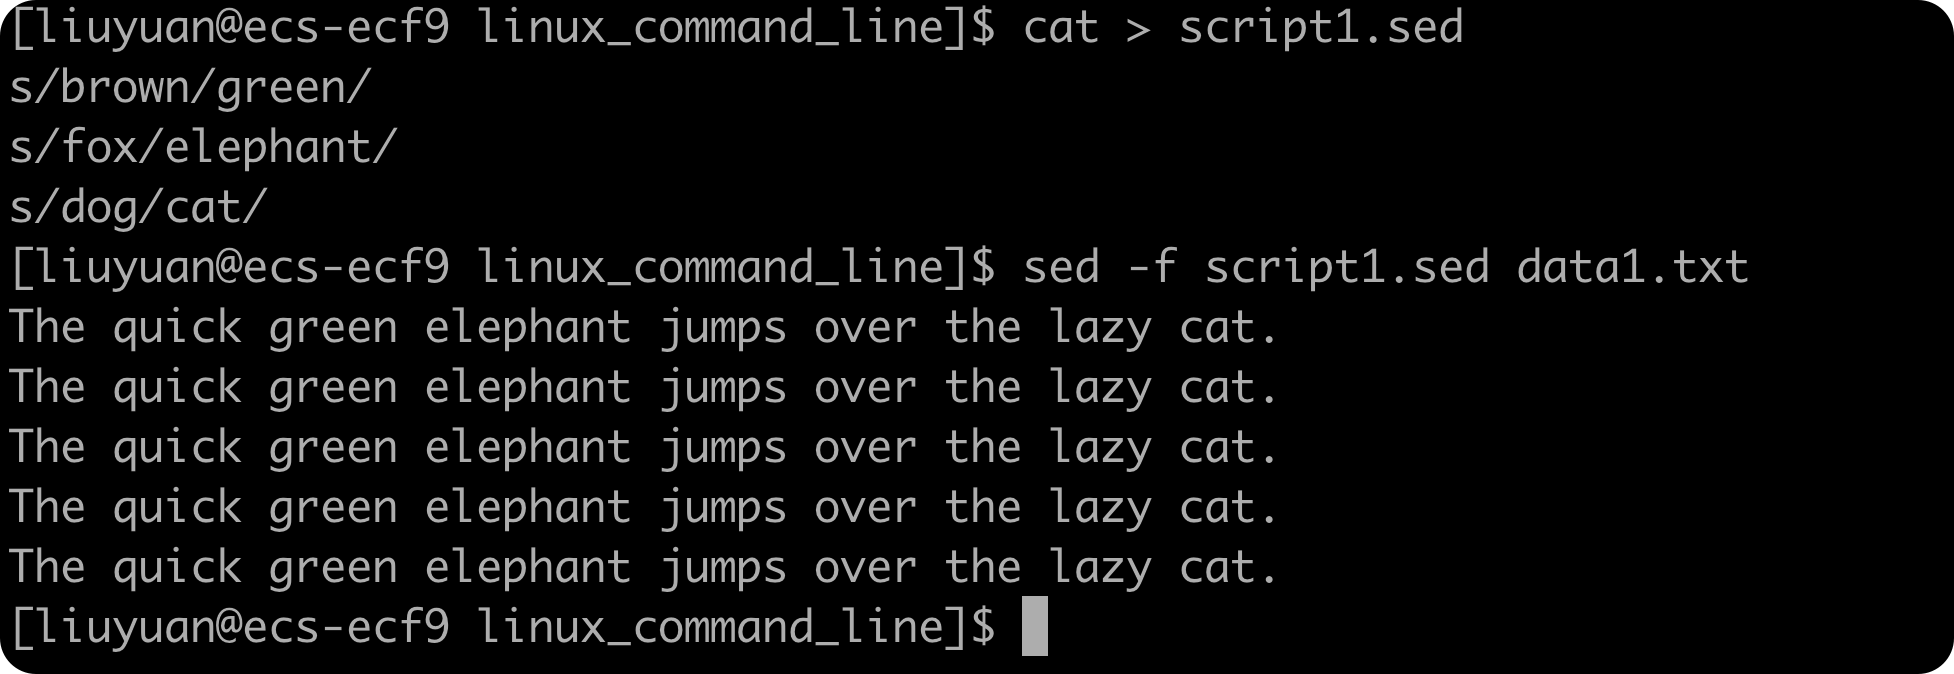 [liuyuan@ecs-ecf9 linux_command_line]$ cat > script1.sed
s/brown/green/
s/fox/elephant/
s/dog/cat/
[liuyuan@ecs-ecf9 linux_command_line]$ sed -f script1.sed data1.txt
The quick green elephant jumps over the lazy cat.
The quick green elephant jumps over the lazy cat.
The quick green elephant jumps over the lazy cat.
The quick green elephant jumps over the lazy cat.
The quick green elephant jumps over the lazy cat.
[liuyuan@ecs-ecf9 linux_command_line]$